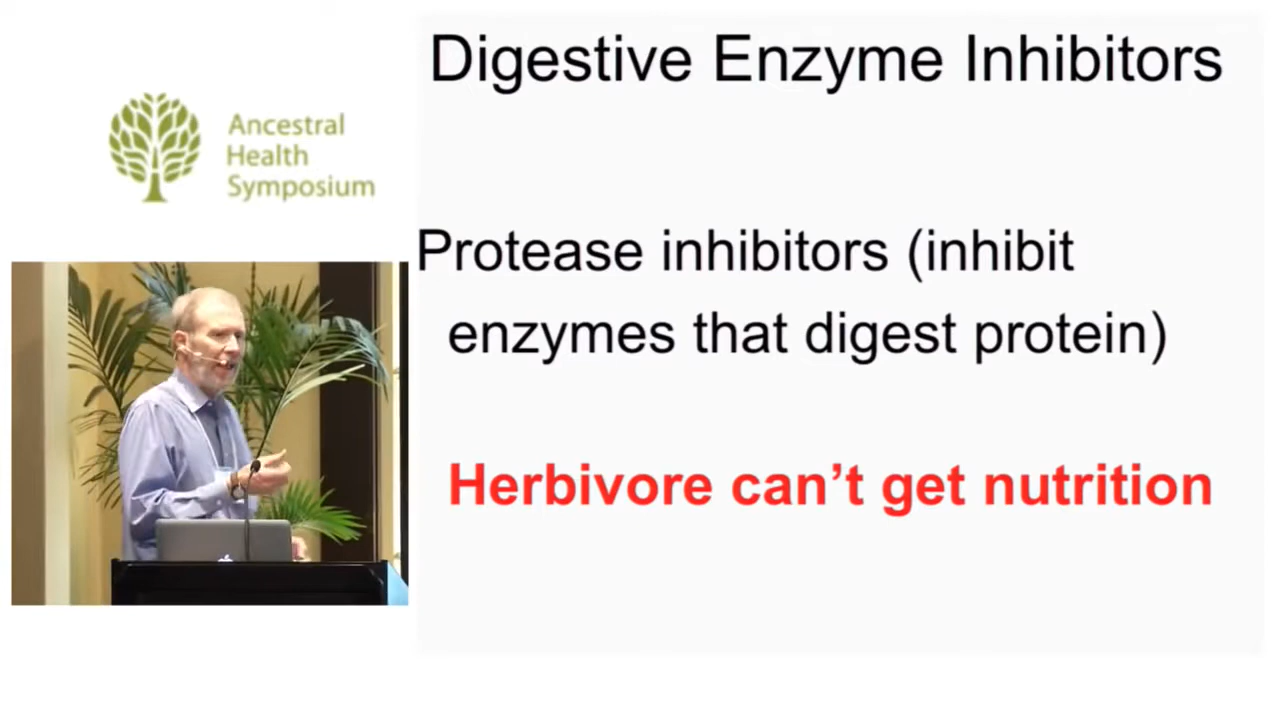 Digestive Enzyme Inhibitors
Ancestral
Health
Symposium
Protease inhibitors (inhibit
enzymes that digest protein)
Herbivore can’t get nutrition